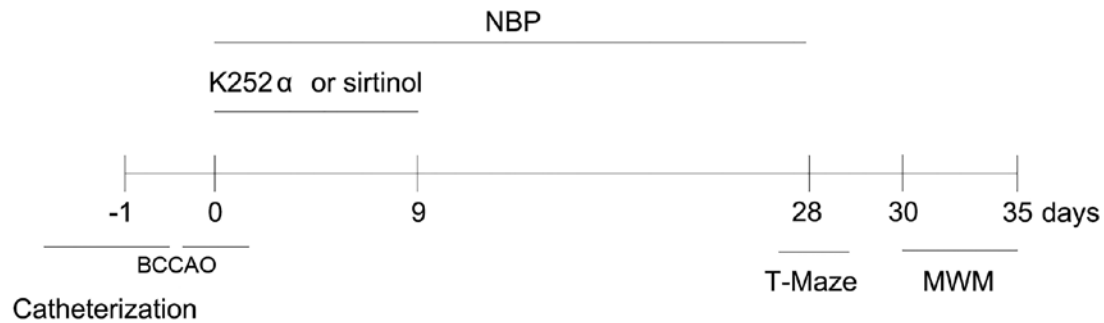 NBP
K252α or sirtinol
-1 0 9 28 30 35 days
BCCAO
T-Maze MWM
Catheterization